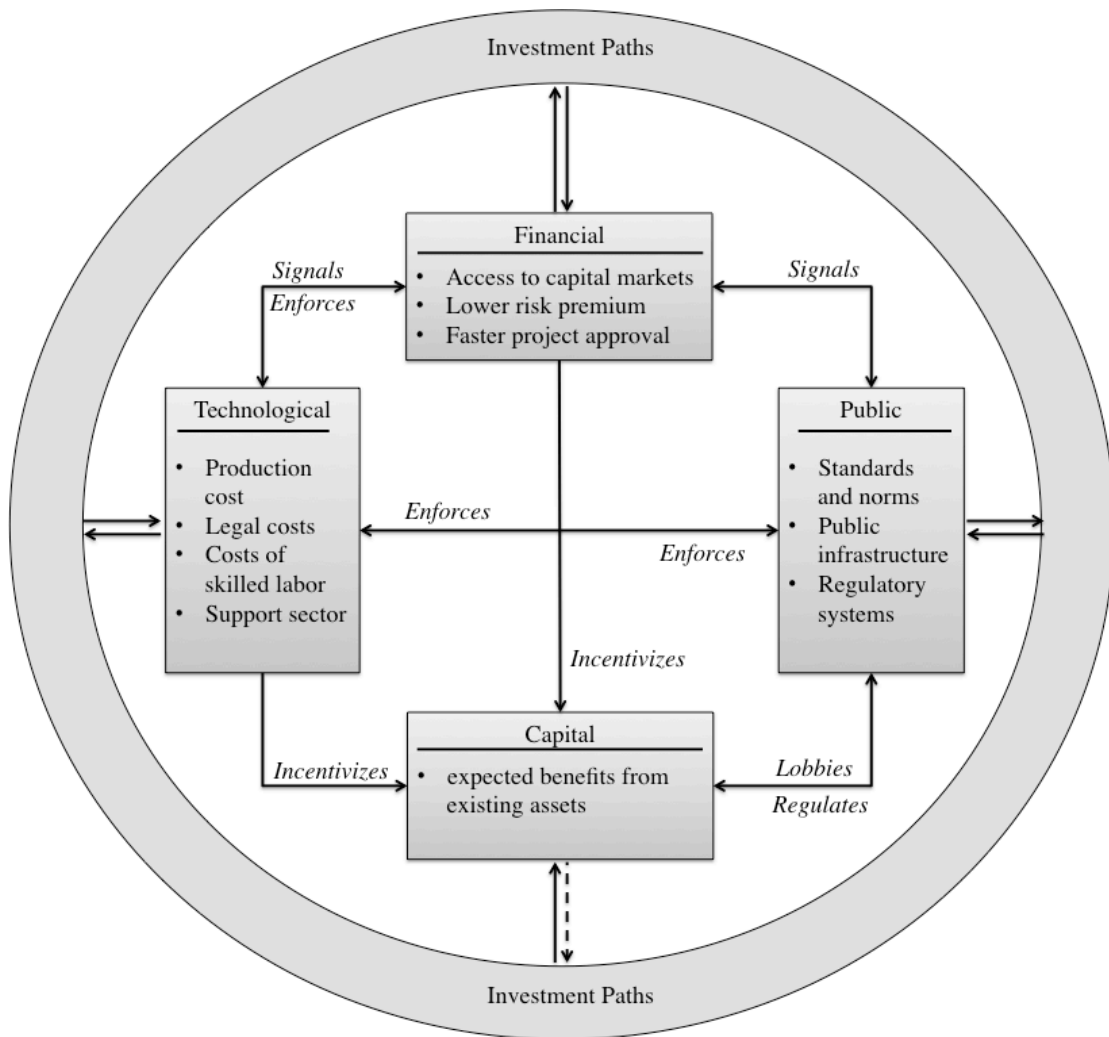 Investment Paths
Financial
• Access to capital markets
• Lower risk premium
• Faster project approval
Signals
Enforces
Signals
Technological
• Production
cost
• Legal costs
• Costs of
skilled labor
• Support sector
Public
• Standards
and norms
• Public
infrastructure
• Regulatory
systems
Enforces
Enforces
Incentivizes
Capital
• expected benefits from
existing assets
Incentivizes
Lobbies
Regulates
Investment Paths